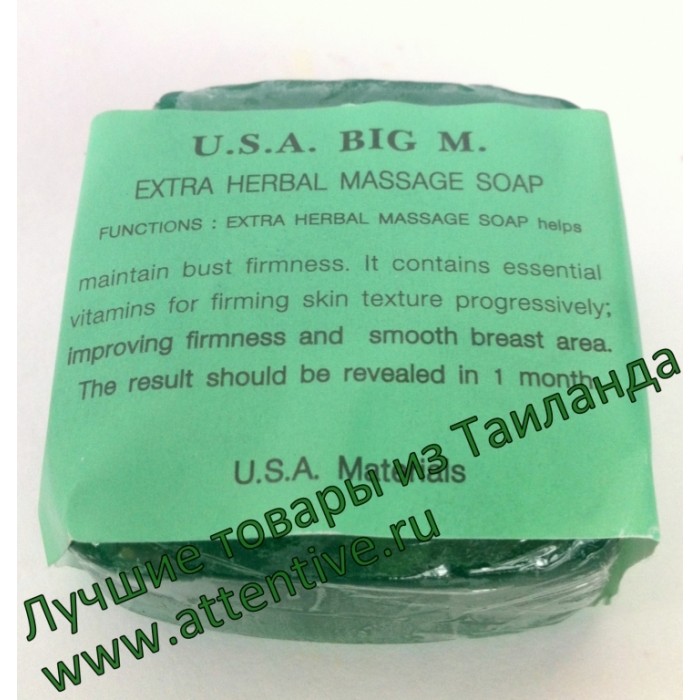 U.S.A. BIG M.
EXTRA HERBAL MASSAGE SOAP
FUNCTIONS : EXTRA HERBAL MASSAGE SOAP helps
maintain bust firmness. It contains essential
vitamins for firming skin texture progressively;
improving firmness and smooth breast area.
The result should be revealed in 1 month.
U.S.A. Materials
Лучшие товары из Таиланда
www.attentive.ru